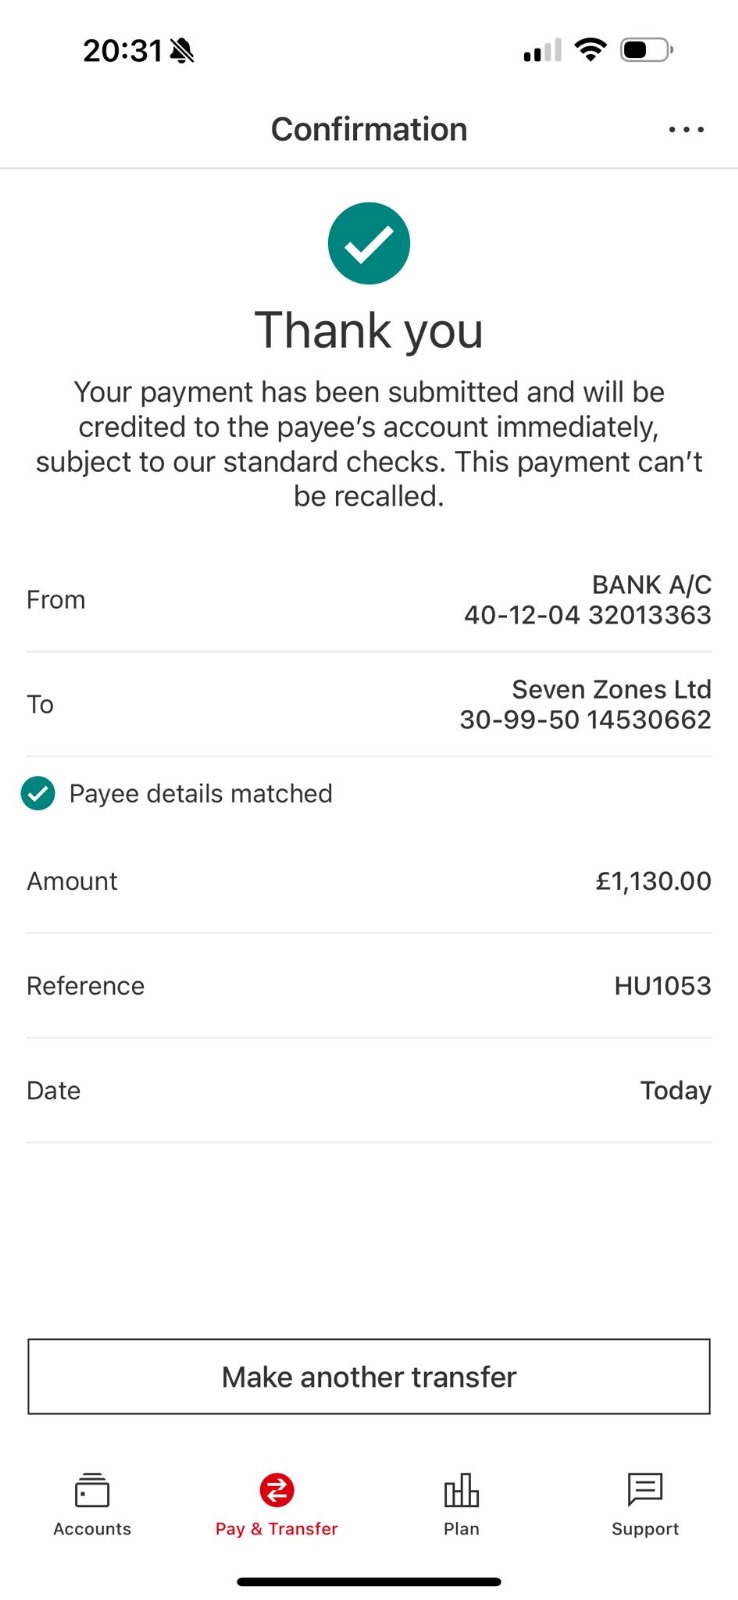 20:31
Confirmation
Thank you
Your payment has been submitted and will be
credited to the payee's account immediately,
subject to our standard checks. This payment can't
be recalled.
From
BANK A/C
40-12-04 32013363
To
Seven Zones Ltd
30-99-50 14530662
Payee details matched
Amount
£1,130.00
Reference
HU1053
Date
Today
Make another transfer
Accounts
Pay & Transfer
Plan
Support